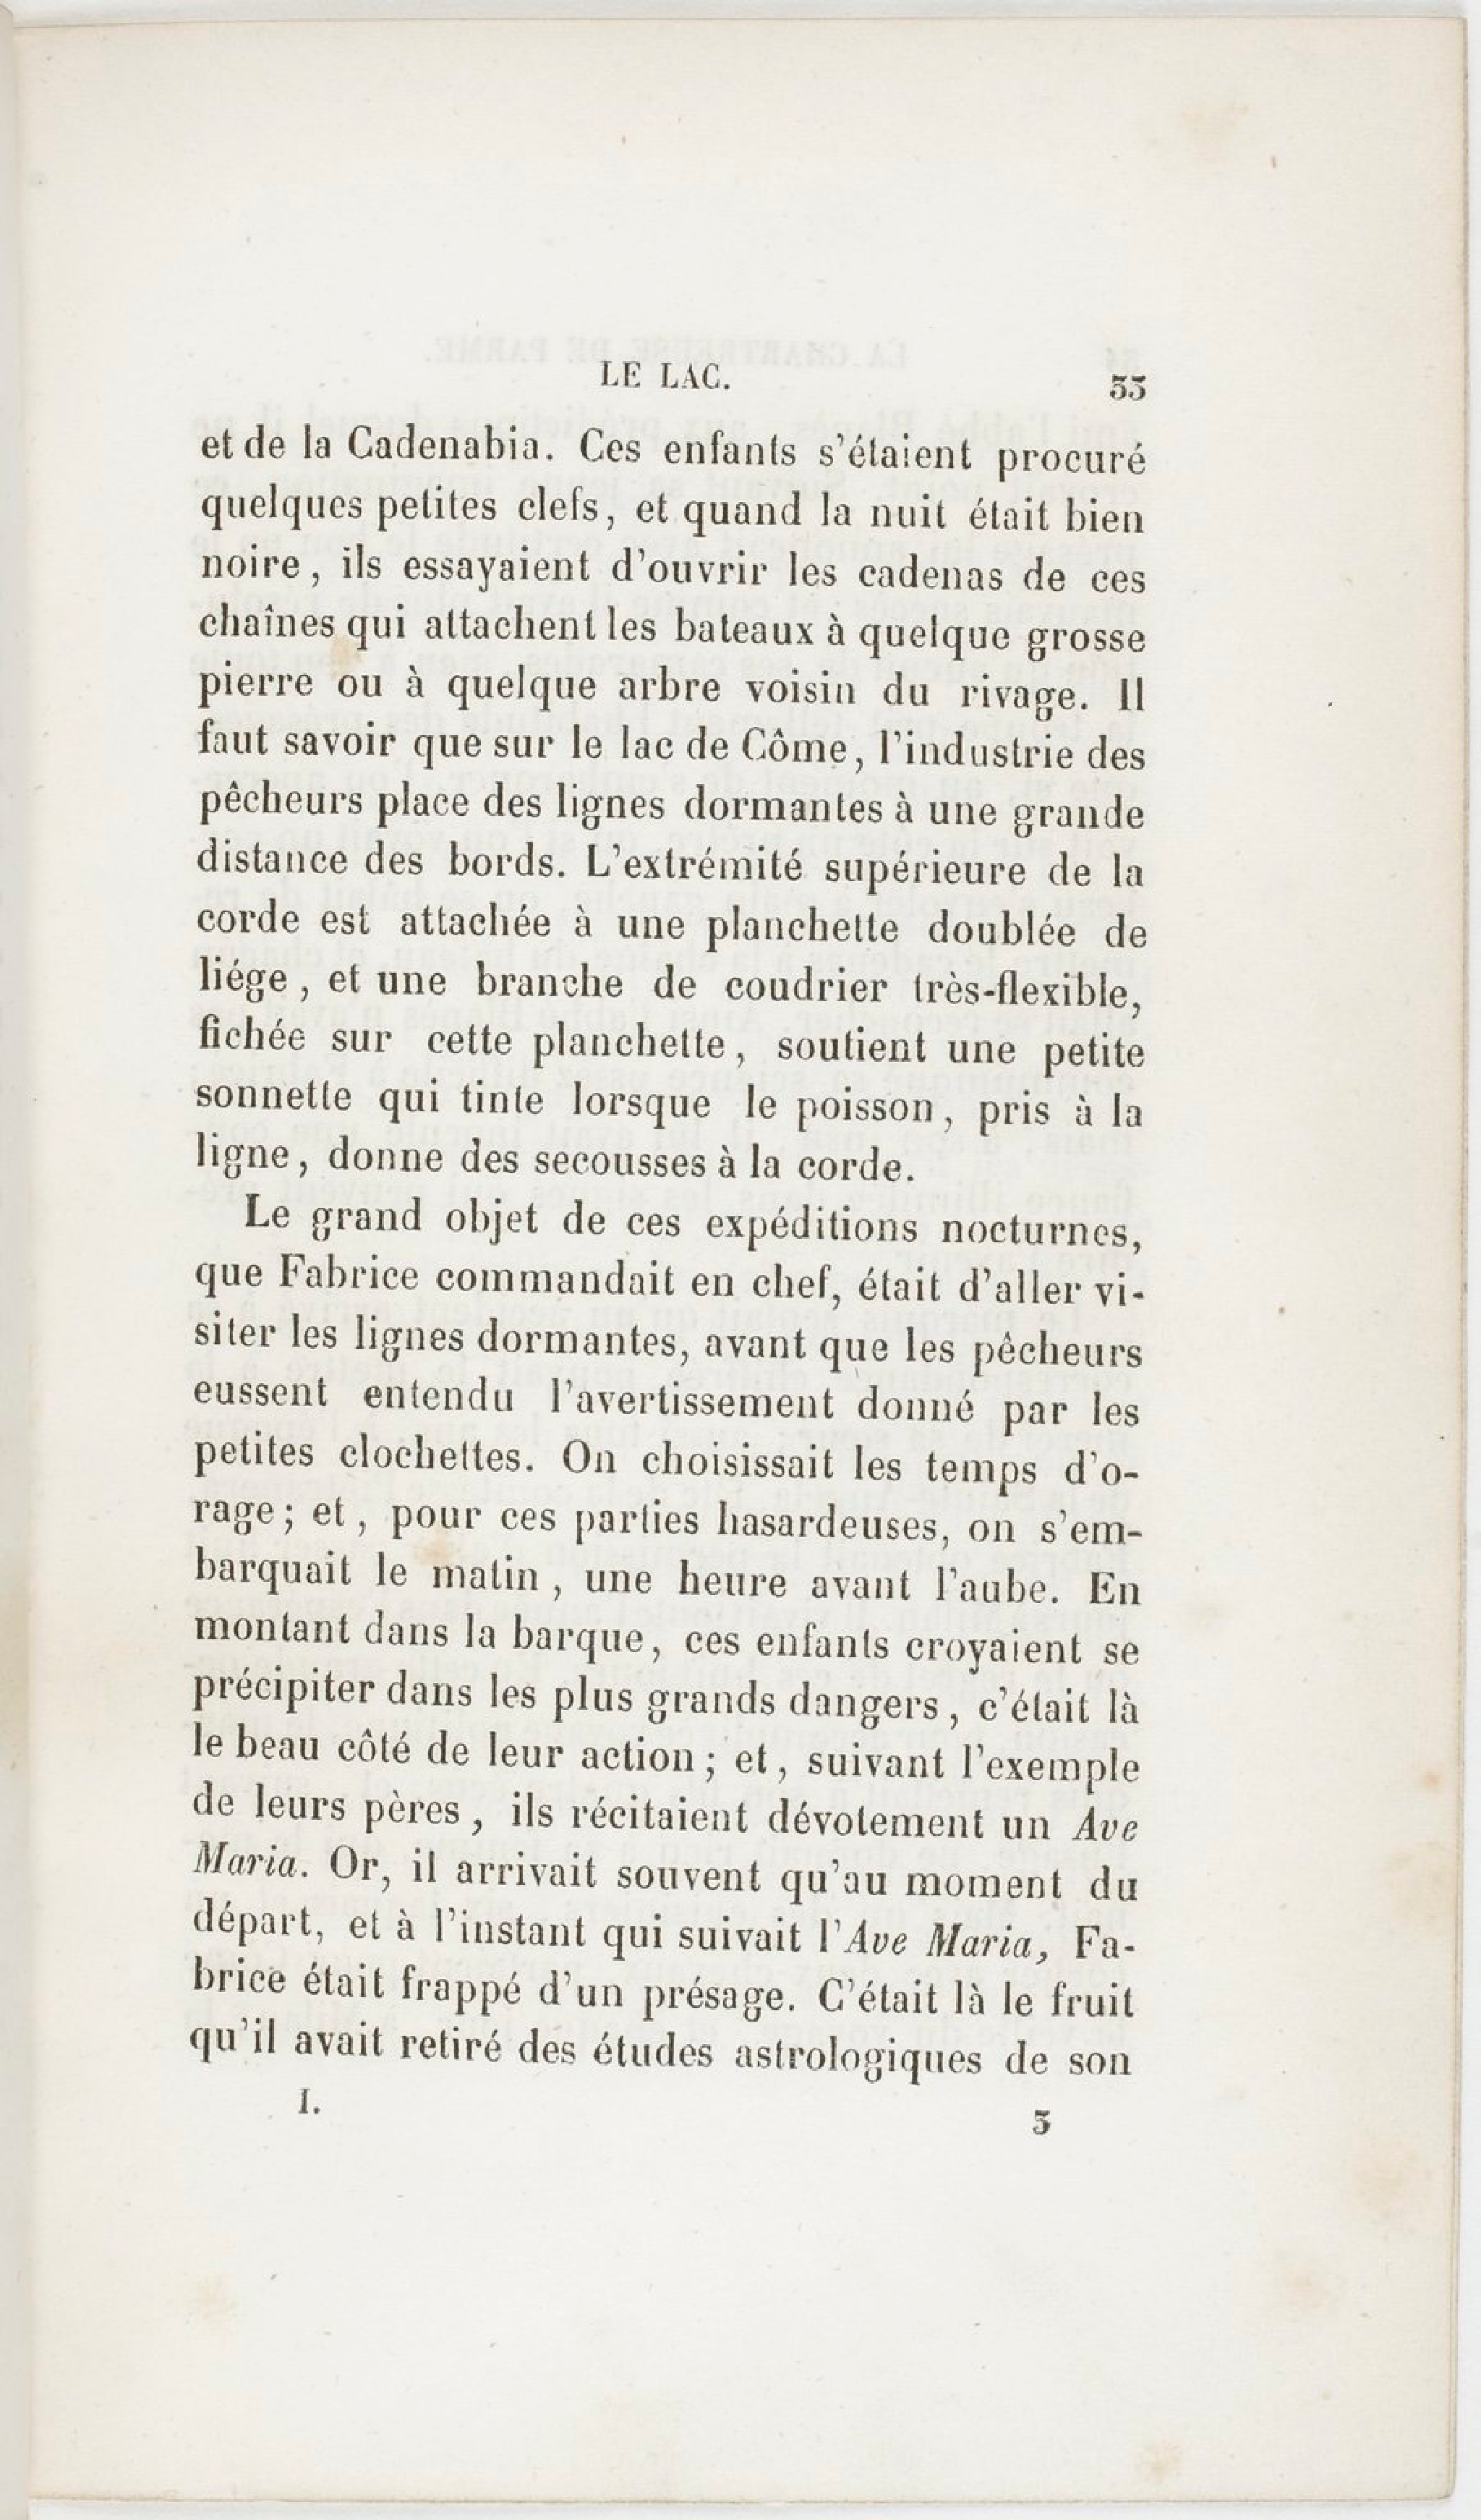 LE LAC. 33
et de la Cadenabia. Ces enfants s'étaient procuré
quelques petites clefs, et quand la nuit était bien
noire, ils essayaient d'ouvrir les cadenas de ces
chaînes qui attachent les bateaux à quelque grosse
pierre ou à quelque arbre voisin du rivage. Il
faut savoir que sur le lac de Côme, l'industrie des
pêcheurs place des lignes dormantes à une grande
distance des bords. L'extrémité supérieure de la
corde est attachée à une planchette doublée de
liége, et une branche de coudrier très-flexible,
fichée sur cette planchette, soutient une petite
sonnette qui tinte lorsque le poisson, pris à la
ligne, donne des secousses à la corde.
Le grand objet de ces expéditions nocturnes,
que Fabrice commandait en chef, était d'aller vi-
siter les lignes dormantes, avant que les pêcheurs
eussent entendu l'avertissement donné par les
petites clochettes. On choisissait les temps d'o-
rage; et, pour ces parties hasardeuses, on s'em-
barquait le matin, une heure avant l'aube. En
montant dans la barque, ces enfants croyaient se
précipiter dans les plus grands dangers, c'était là
le beau côté de leur action; et, suivant l'exemple
de leurs pères, ils récitaient dévotement un Ave
Maria. Or, il arrivait souvent qu'au moment du
départ, et à l'instant qui suivait l'Ave Maria, Fa-
brice était frappé d'un présage. C'était là le fruit
qu'il avait retiré des études astrologiques de son
I. 3